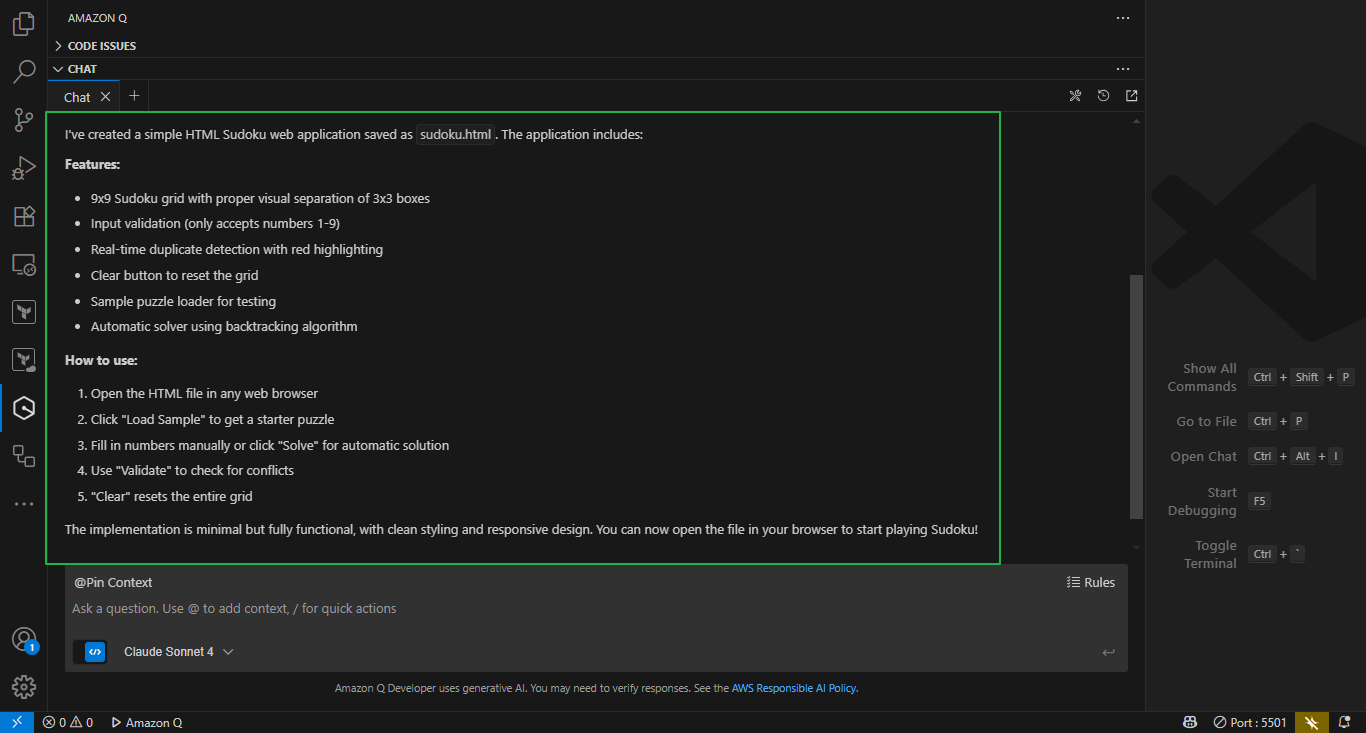 AMAZON Q
CODE ISSUES
CHAT
Chat
I've created a simple HTML Sudoku web application saved as sudoku.html. The application includes:
Features:
• 9x9 Sudoku grid with proper visual separation of 3x3 boxes
• Input validation (only accepts numbers 1-9)
• Real-time duplicate detection with red highlighting
• Clear button to reset the grid
• Sample puzzle loader for testing
• Automatic solver using backtracking algorithm
How to use:
1. Open the HTML file in any web browser
2. Click "Load Sample" to get a starter puzzle
3. Fill in numbers manually or click "Solve" for automatic solution
4. Use "Validate" to check for conflicts
5. "Clear" resets the entire grid
The implementation is minimal but fully functional, with clean styling and responsive design. You can now open the file in your browser to start playing Sudoku!
@Pin Context
Rules
Ask a question. Use @ to add context, / for quick actions
Claude Sonnet 4
Amazon Q Developer uses generative AI. You may need to verify responses. See the AWS Responsible AI Policy.
Show All Commands Ctrl + Shift + P
Go to File Ctrl + P
Open Chat Ctrl + Alt + I
Start Debugging F5
Toggle Terminal Ctrl + `
1
0 0 Amazon Q
Port : 5501